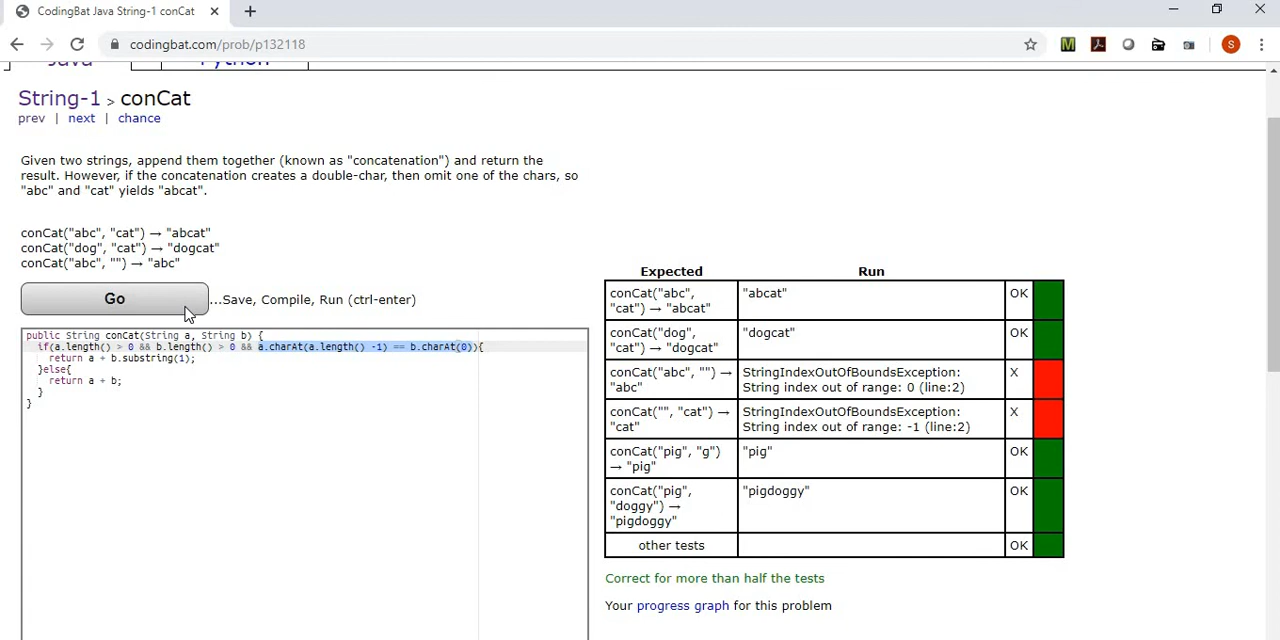 CodingBat Java String-1 conCat
codingbat.com/prob/p132118
S
Java
Python
String-1 > conCat
prev | next | chance
Given two strings, append them together (known as "concatenation") and return the
result. However, if the concatenation creates a double-char, then omit one of the chars, so
"abc" and "cat" yields "abcat".
conCat("abc", "cat") → "abcat"
conCat("dog", "cat") → "dogcat"
conCat("abc", "") → "abc"
Go
...Save, Compile, Run (ctrl-enter)
public String conCat(String a, String b) {
if(a.length() > 0 && b.length() > 0 && a.charAt(a.length() -1) == b.charAt(0)){
return a + b.substring(1);
}else{
return a + b;
}
}
Expected Run
conCat("abc", "abcat" OK
"cat") → "abcat"
conCat("dog", "dogcat" OK
"cat") → "dogcat"
conCat("abc", "") → StringIndexOutOfBoundsException: X
"abc" String index out of range: 0 (line:2)
conCat("", "cat") → StringIndexOutOfBoundsException: X
"cat" String index out of range: -1 (line:2)
conCat("pig", "g") "pig" OK
→ "pig"
conCat("pig", "pigdoggy" OK
"doggy") →
"pigdoggy"
other tests OK
Correct for more than half the tests
Your progress graph for this problem